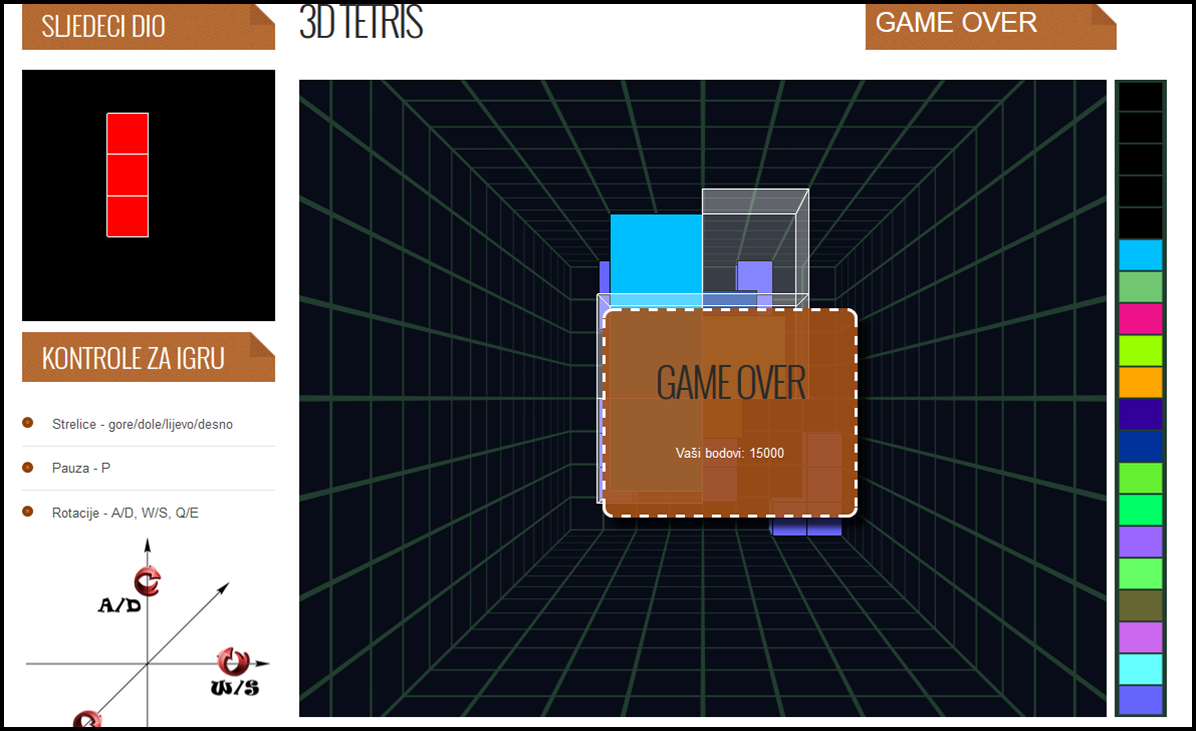 SLJEDECI DIO
3D TETRIS
GAME OVER
KONTROLE ZA IGRU
Strelice - gore/dole/lijevo/desno
Pauza - P
Rotacije - A/D, W/S, Q/E
A/D
W/S
GAME OVER
Vaši bodovi: 15000